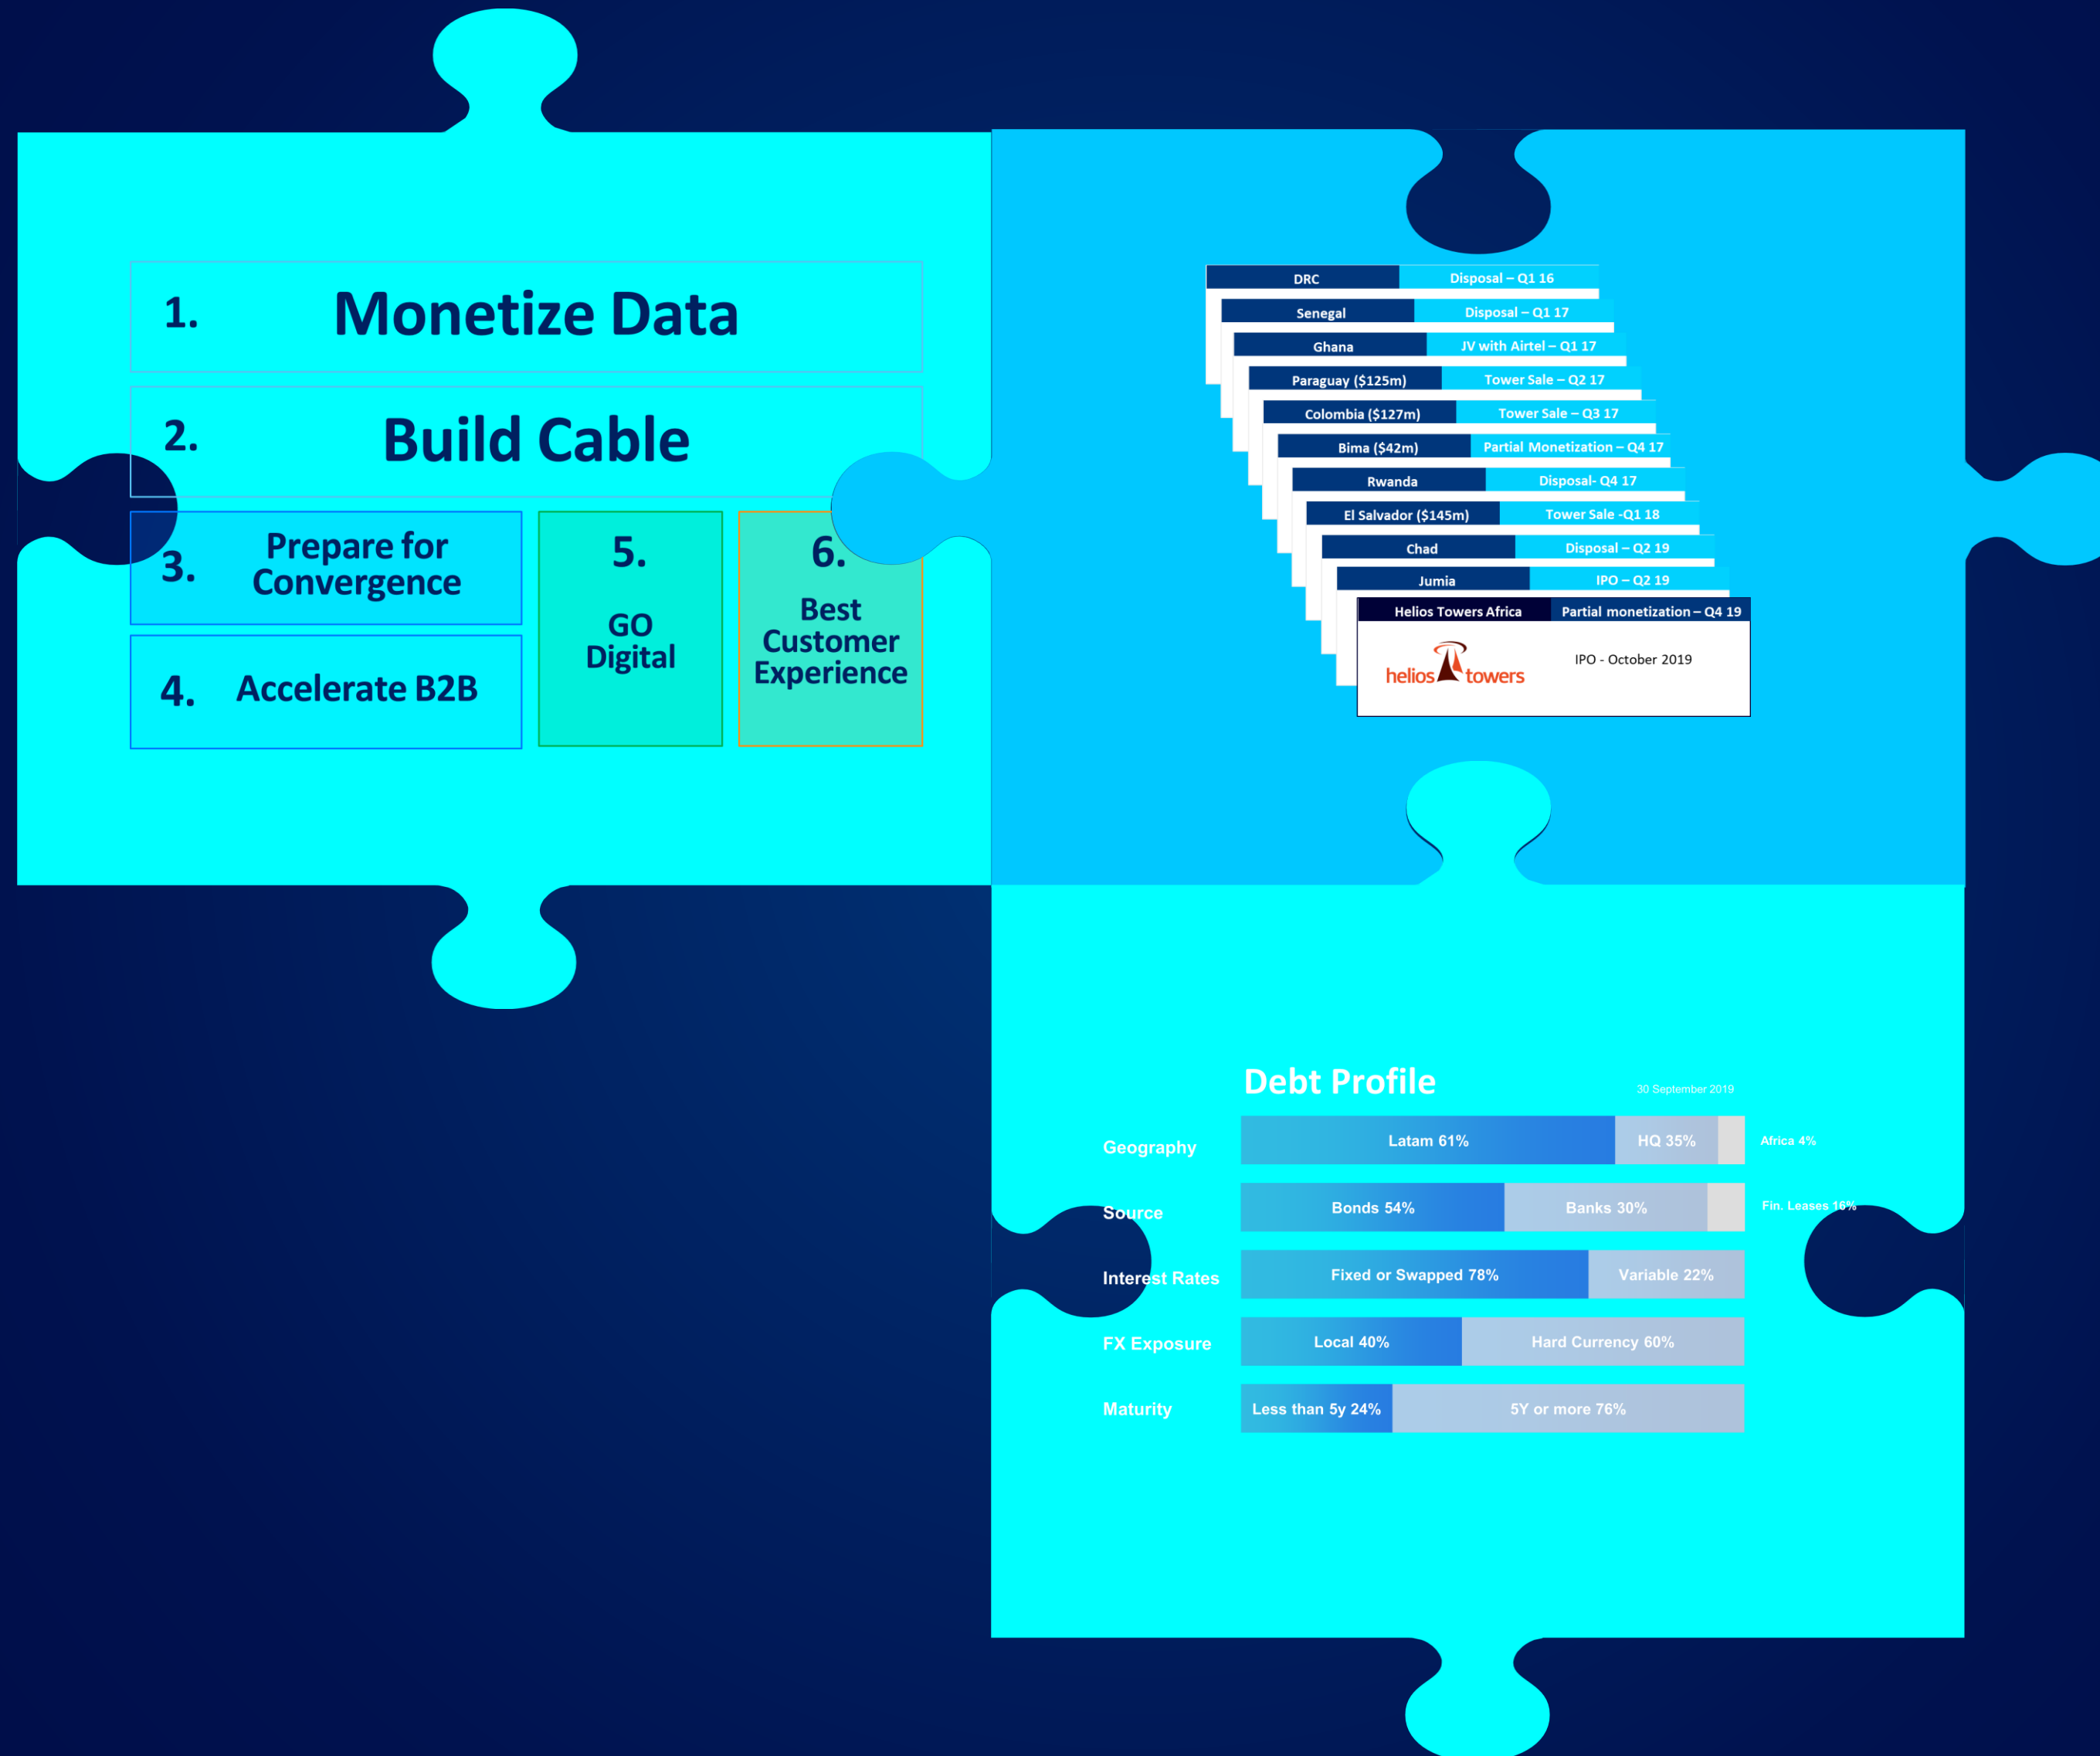 1.
Monetize Data
2.
Build Cable
3.
Prepare for
Convergence
4.
Accelerate B2B
5.
GO
Digital
6.
Best
Customer
Experience
DRC Disposal – Q1 16
Senegal Disposal – Q1 17
Ghana JV with Airtel – Q1 17
Paraguay ($125m) Tower Sale – Q2 17
Colombia ($127m) Tower Sale – Q3 17
Bima ($42m) Partial Monetization – Q4 17
Rwanda Disposal- Q4 17
El Salvador ($145m) Tower Sale -Q1 18
Chad Disposal – Q2 19
Jumia IPO – Q2 19
Helios Towers Africa Partial monetization – Q4 19
helios towers
IPO - October 2019
Debt Profile
30 September 2019
Geography Latam 61% HQ 35% Africa 4%
Source Bonds 54% Banks 30% Fin. Leases 16%
Interest Rates Fixed or Swapped 78% Variable 22%
FX Exposure Local 40% Hard Currency 60%
Maturity Less than 5y 24% 5Y or more 76%